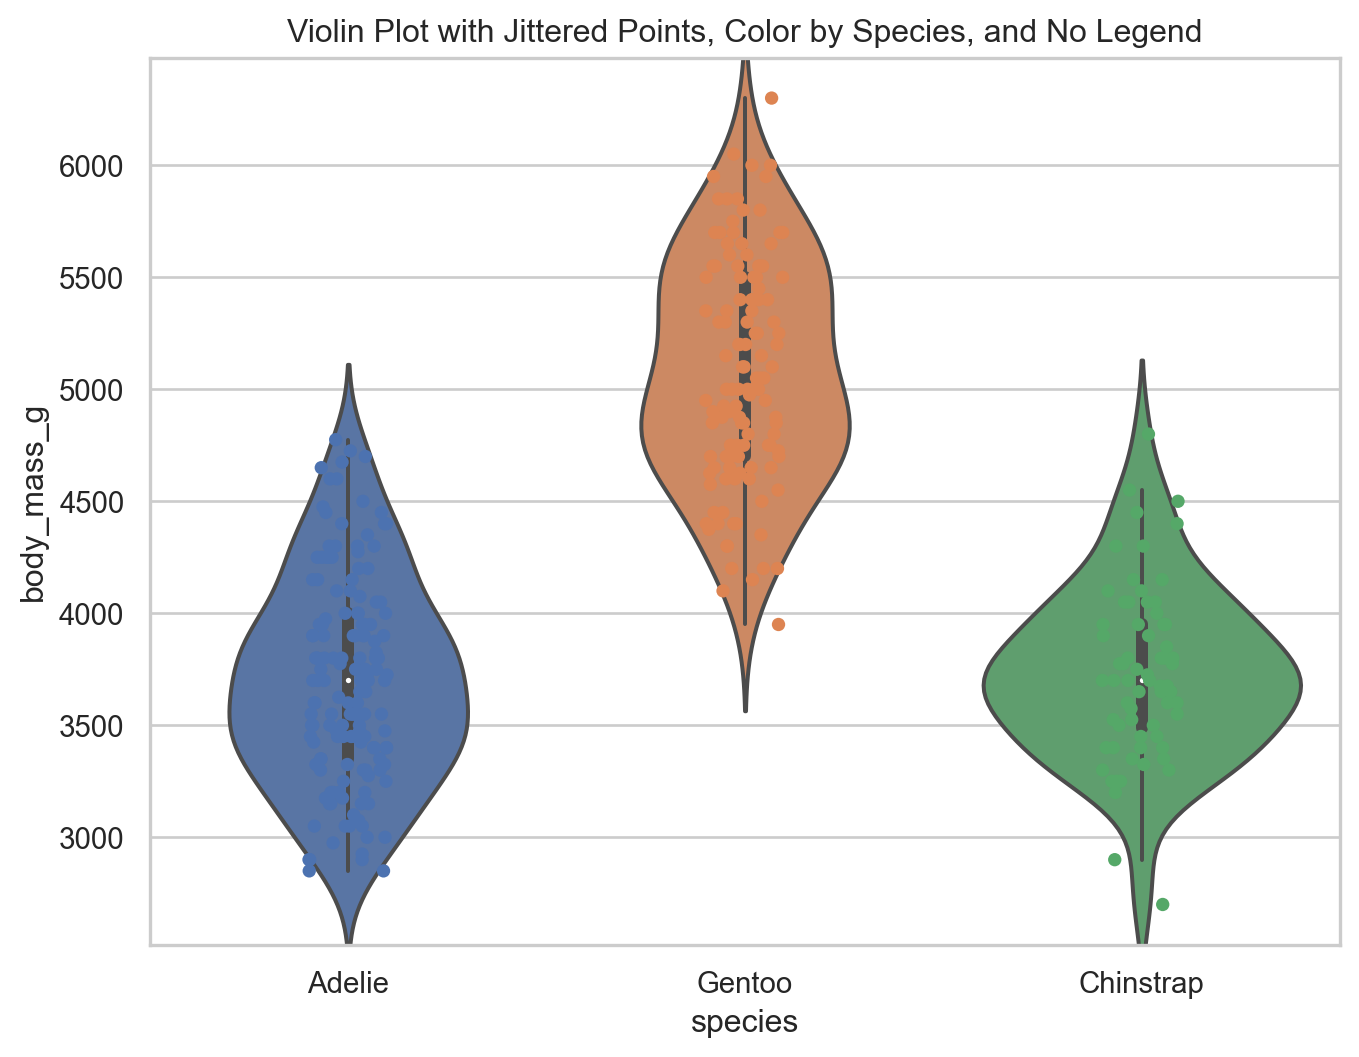 Violin Plot with Jittered Points, Color by Species, and No Legend
6000
5500
5000
4500
4000
3500
3000
body_mass_g
Adelie
Gentoo
Chinstrap
species